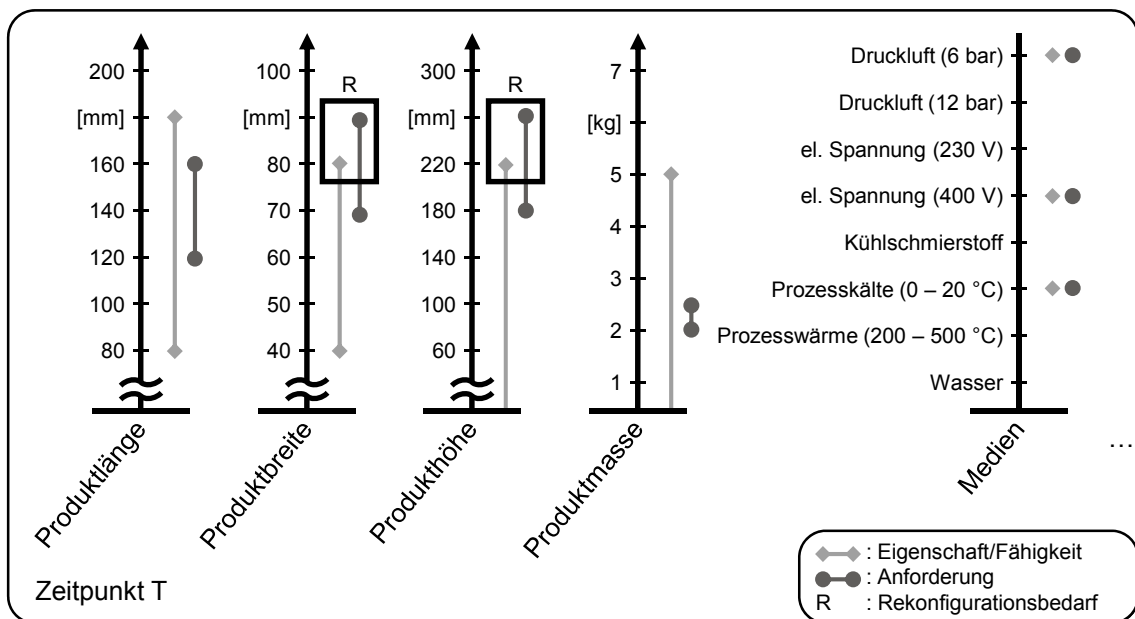 200
[mm]
160
140
120
100
80
Produktlänge
100
[mm]
80
70
60
50
40
R
Produktbreite
300
[mm]
220
180
140
100
60
R
Produkthöhe
7
[kg]
5
4
3
2
1
Produktmasse
Druckluft (6 bar)
Druckluft (12 bar)
el. Spannung (230 V)
el. Spannung (400 V)
Kühlschmierstoff
Prozesskälte (0 – 20 °C)
Prozesswärme (200 – 500 °C)
Wasser
Medien
…
Zeitpunkt T
: Eigenschaft/Fähigkeit
: Anforderung
R : Rekonfigurationsbedarf